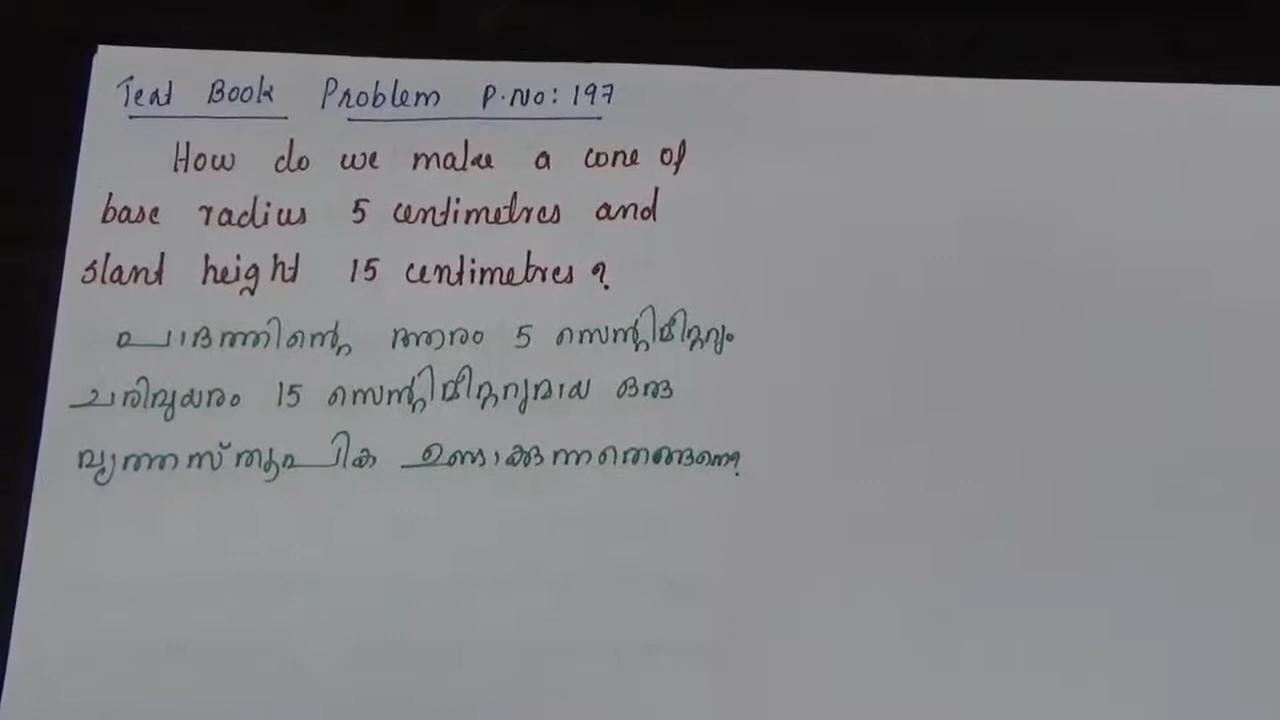 Text Book Problem P.No: 197
How do we make a cone of
base radius 5 centimetres and
slant height 15 centimetres ?
പാദത്തിന്റെ ആരം 5 സെന്റിമീറ്ററും
ചരിവുയരം 15 സെന്റിമീറ്ററുമായ ഒരു
വൃത്തസ്തൂപിക ഉണ്ടാക്കുന്നതെങ്ങനെ?